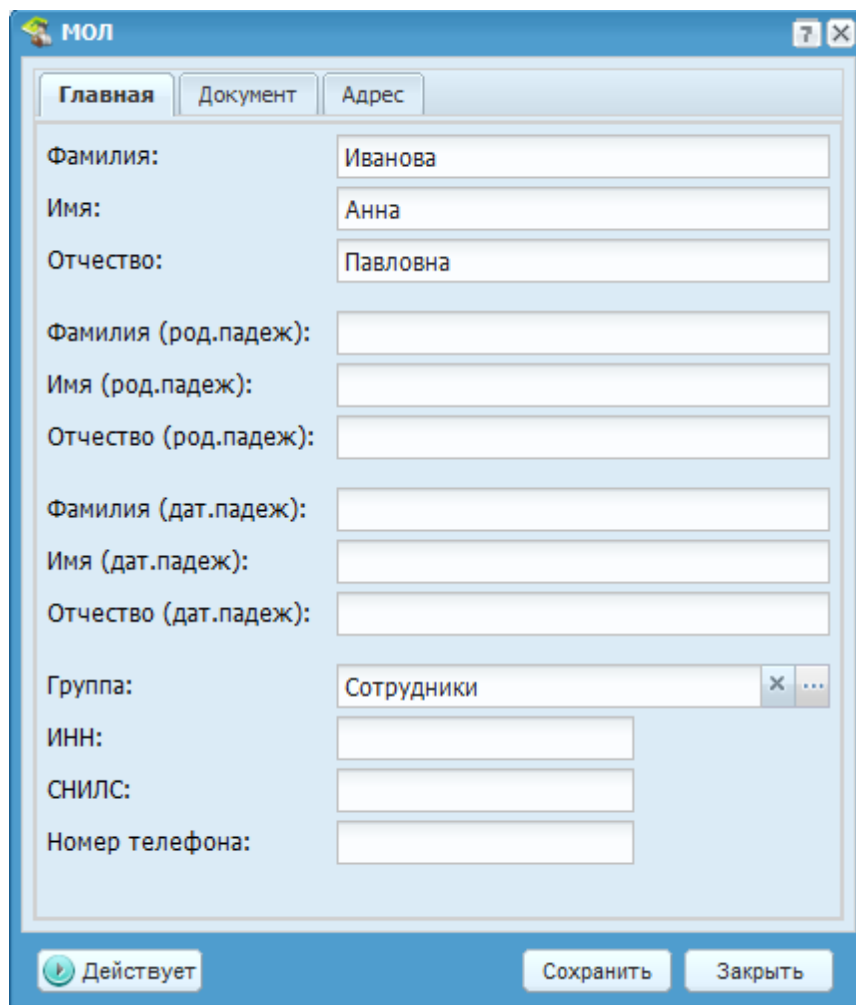 МОЛ
Главная Документ Адрес
Фамилия: Иванова
Имя: Анна
Отчество: Павловна
Фамилия (род.падеж):
Имя (род.падеж):
Отчество (род.падеж):
Фамилия (дат.падеж):
Имя (дат.падеж):
Отчество (дат.падеж):
Группа: Сотрудники
ИНН:
СНИЛС:
Номер телефона:
Действует Сохранить Закрыть